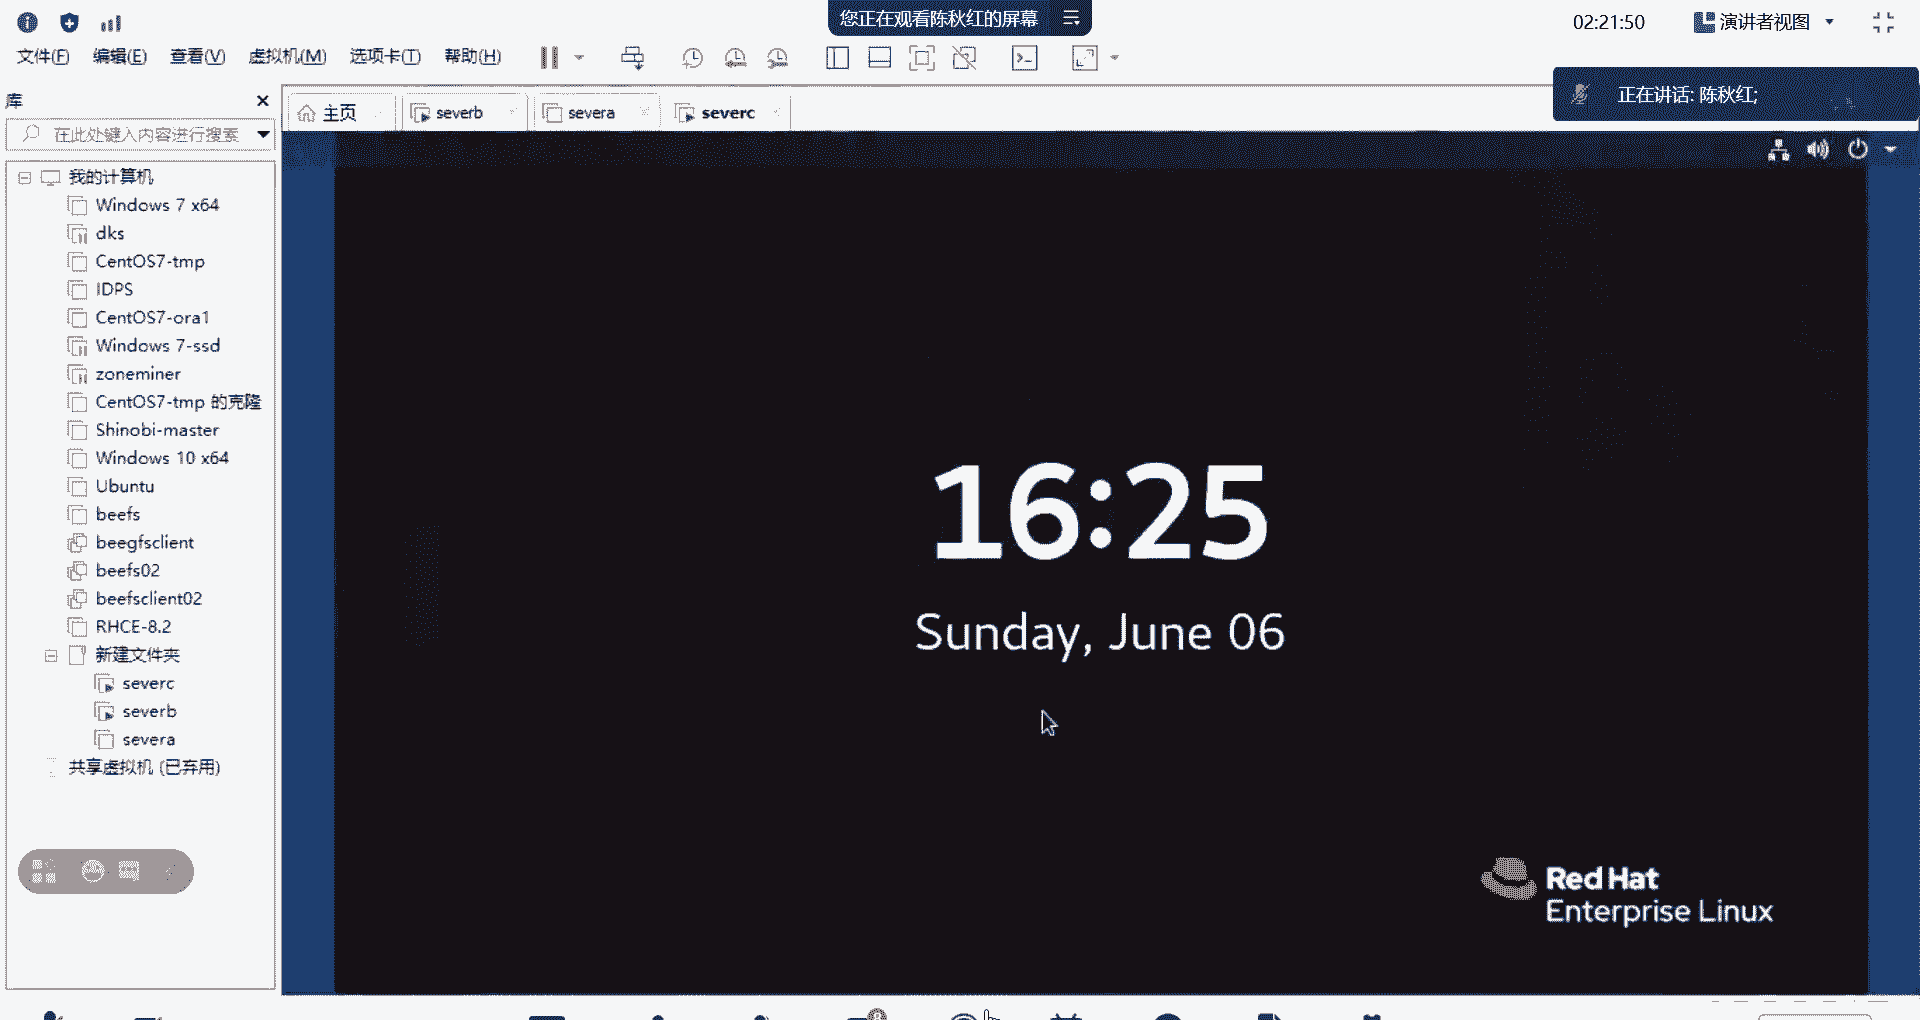 您正在观看陈秋红的屏幕
02:21:50
演讲者视图
文件(F) 编辑(E) 查看(V) 虚拟机(M) 选项卡(T) 帮助(H)
正在讲话: 陈秋红;
库
主页
severb
severa
severc
在此处键入内容进行搜索
我的计算机
Windows 7 x64
dks
CentOS7-tmp
IDPS
CentOS7-ora1
Windows 7-ssd
zoneminer
CentOS7-tmp 的克隆
Shinobi-master
Windows 10 x64
Ubuntu
beefs
beegfsclient
beefs02
beefsclient02
RHCE-8.2
新建文件夹
severc
severb
severa
共享虚拟机 (已弃用)
16:25
Sunday, June 06
Red Hat
Enterprise Linux